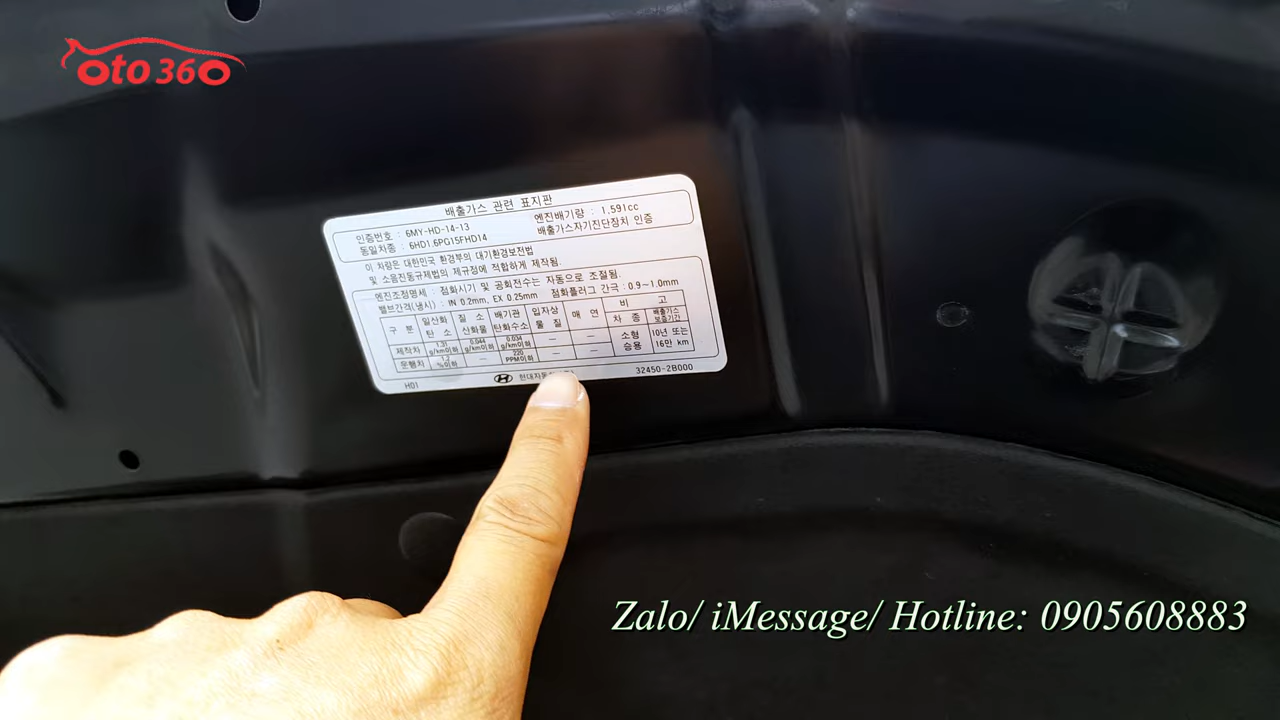 oto360
배출가스 관련 표지판
인증번호 : 6MY-HD-14-13 엔진배기량 : 1,591cc
동일차종 : 6HD1.6PG15FHD14 배출가스자기진단장치 인증
이 차량은 대한민국 환경부의 대기환경보전법
및 소음진동규제법의 제규정에 적합하게 제작됨.
엔진조정명세 : 점화시기 및 공회전수는 자동으로 조절됨.
밸브간격(냉시) : IN 0.2mm, EX 0.25mm 점화플러그 간극 : 0.9~1.0mm
구 분 일산화탄소 질 소 산화물 배기관 탄화수소 입자상물 질 매 연 비 고
차 종 배출가스 보증기간
제작차 1.31 g/km이하 0.044 g/km이하 0.034 g/km이하 — — 소형 승용 10년 또는 16만 km
운행차 1.2 %이하 — 220 PPM이하 — —
H01 현대자동 32450-2B000
Zalo/ iMessage/ Hotline: 0905608883